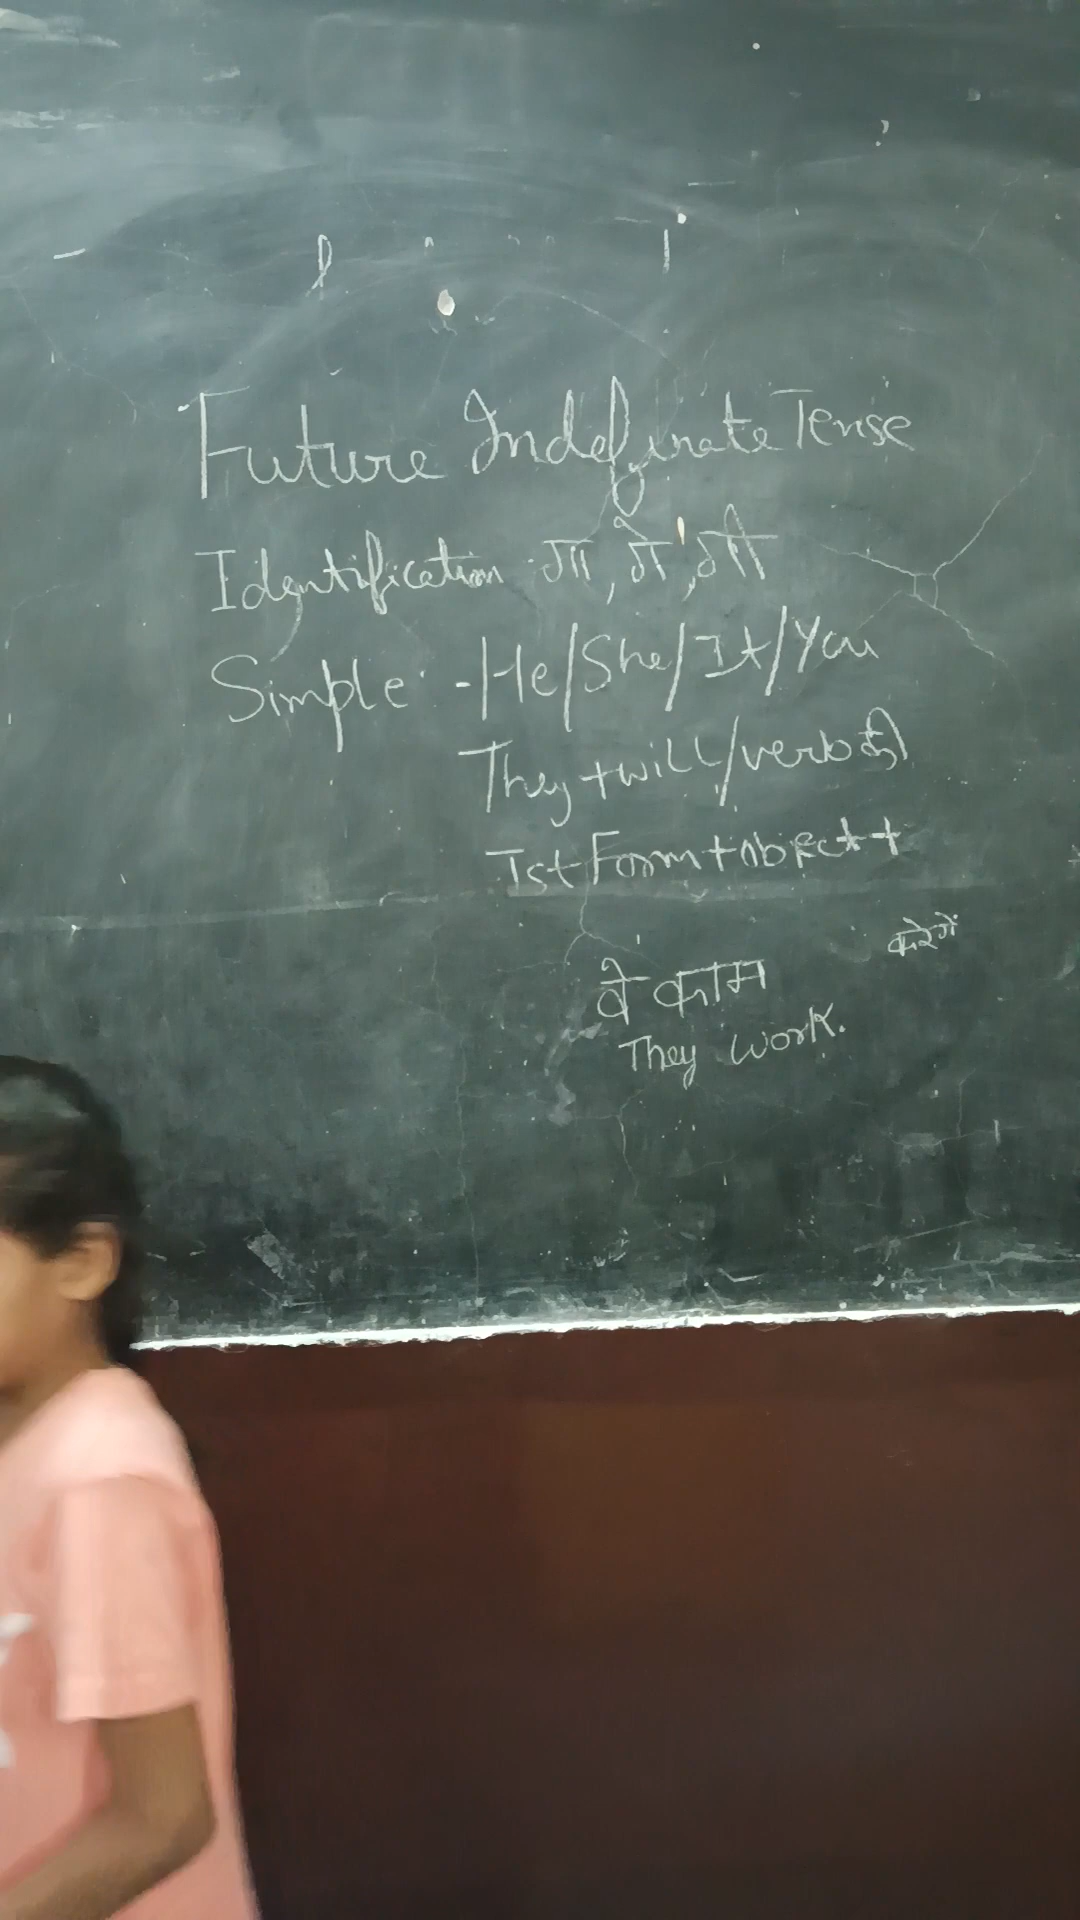 Future Indefinate Tense
Identification गा, गे, गी
Simple - He/She/It/You
They + will/verb की
Ist Form + object +
करेगें
वे काम
They work.